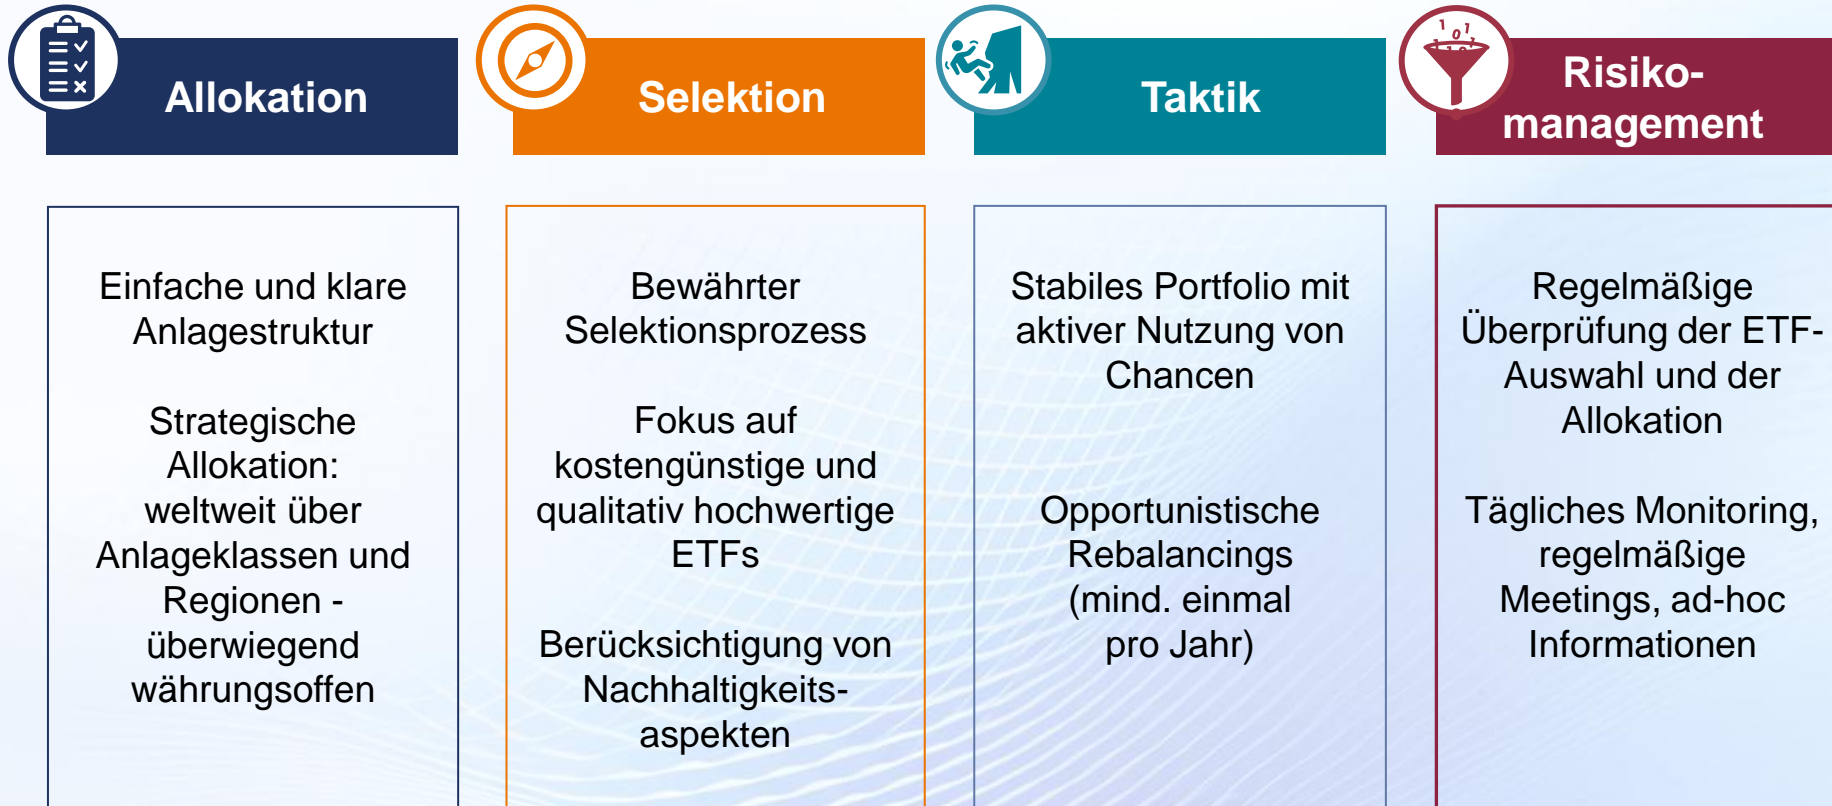 Allokation
Einfache und klare
Anlagestruktur
Strategische
Allokation:
weltweit über
Anlageklassen und
Regionen -
überwiegend
währungsoffen
Selektion
Bewährter
Selektionsprozess
Fokus auf
kostengünstige und
qualitativ hochwertige
ETFs
Berücksichtigung von
Nachhaltigkeits-
aspekten
Taktik
Stabiles Portfolio mit
aktiver Nutzung von
Chancen
Opportunistische
Rebalancings
(mind. einmal
pro Jahr)
Risiko-
management
Regelmäßige
Überprüfung der ETF-
Auswahl und der
Allokation
Tägliches Monitoring,
regelmäßige
Meetings, ad-hoc
Informationen